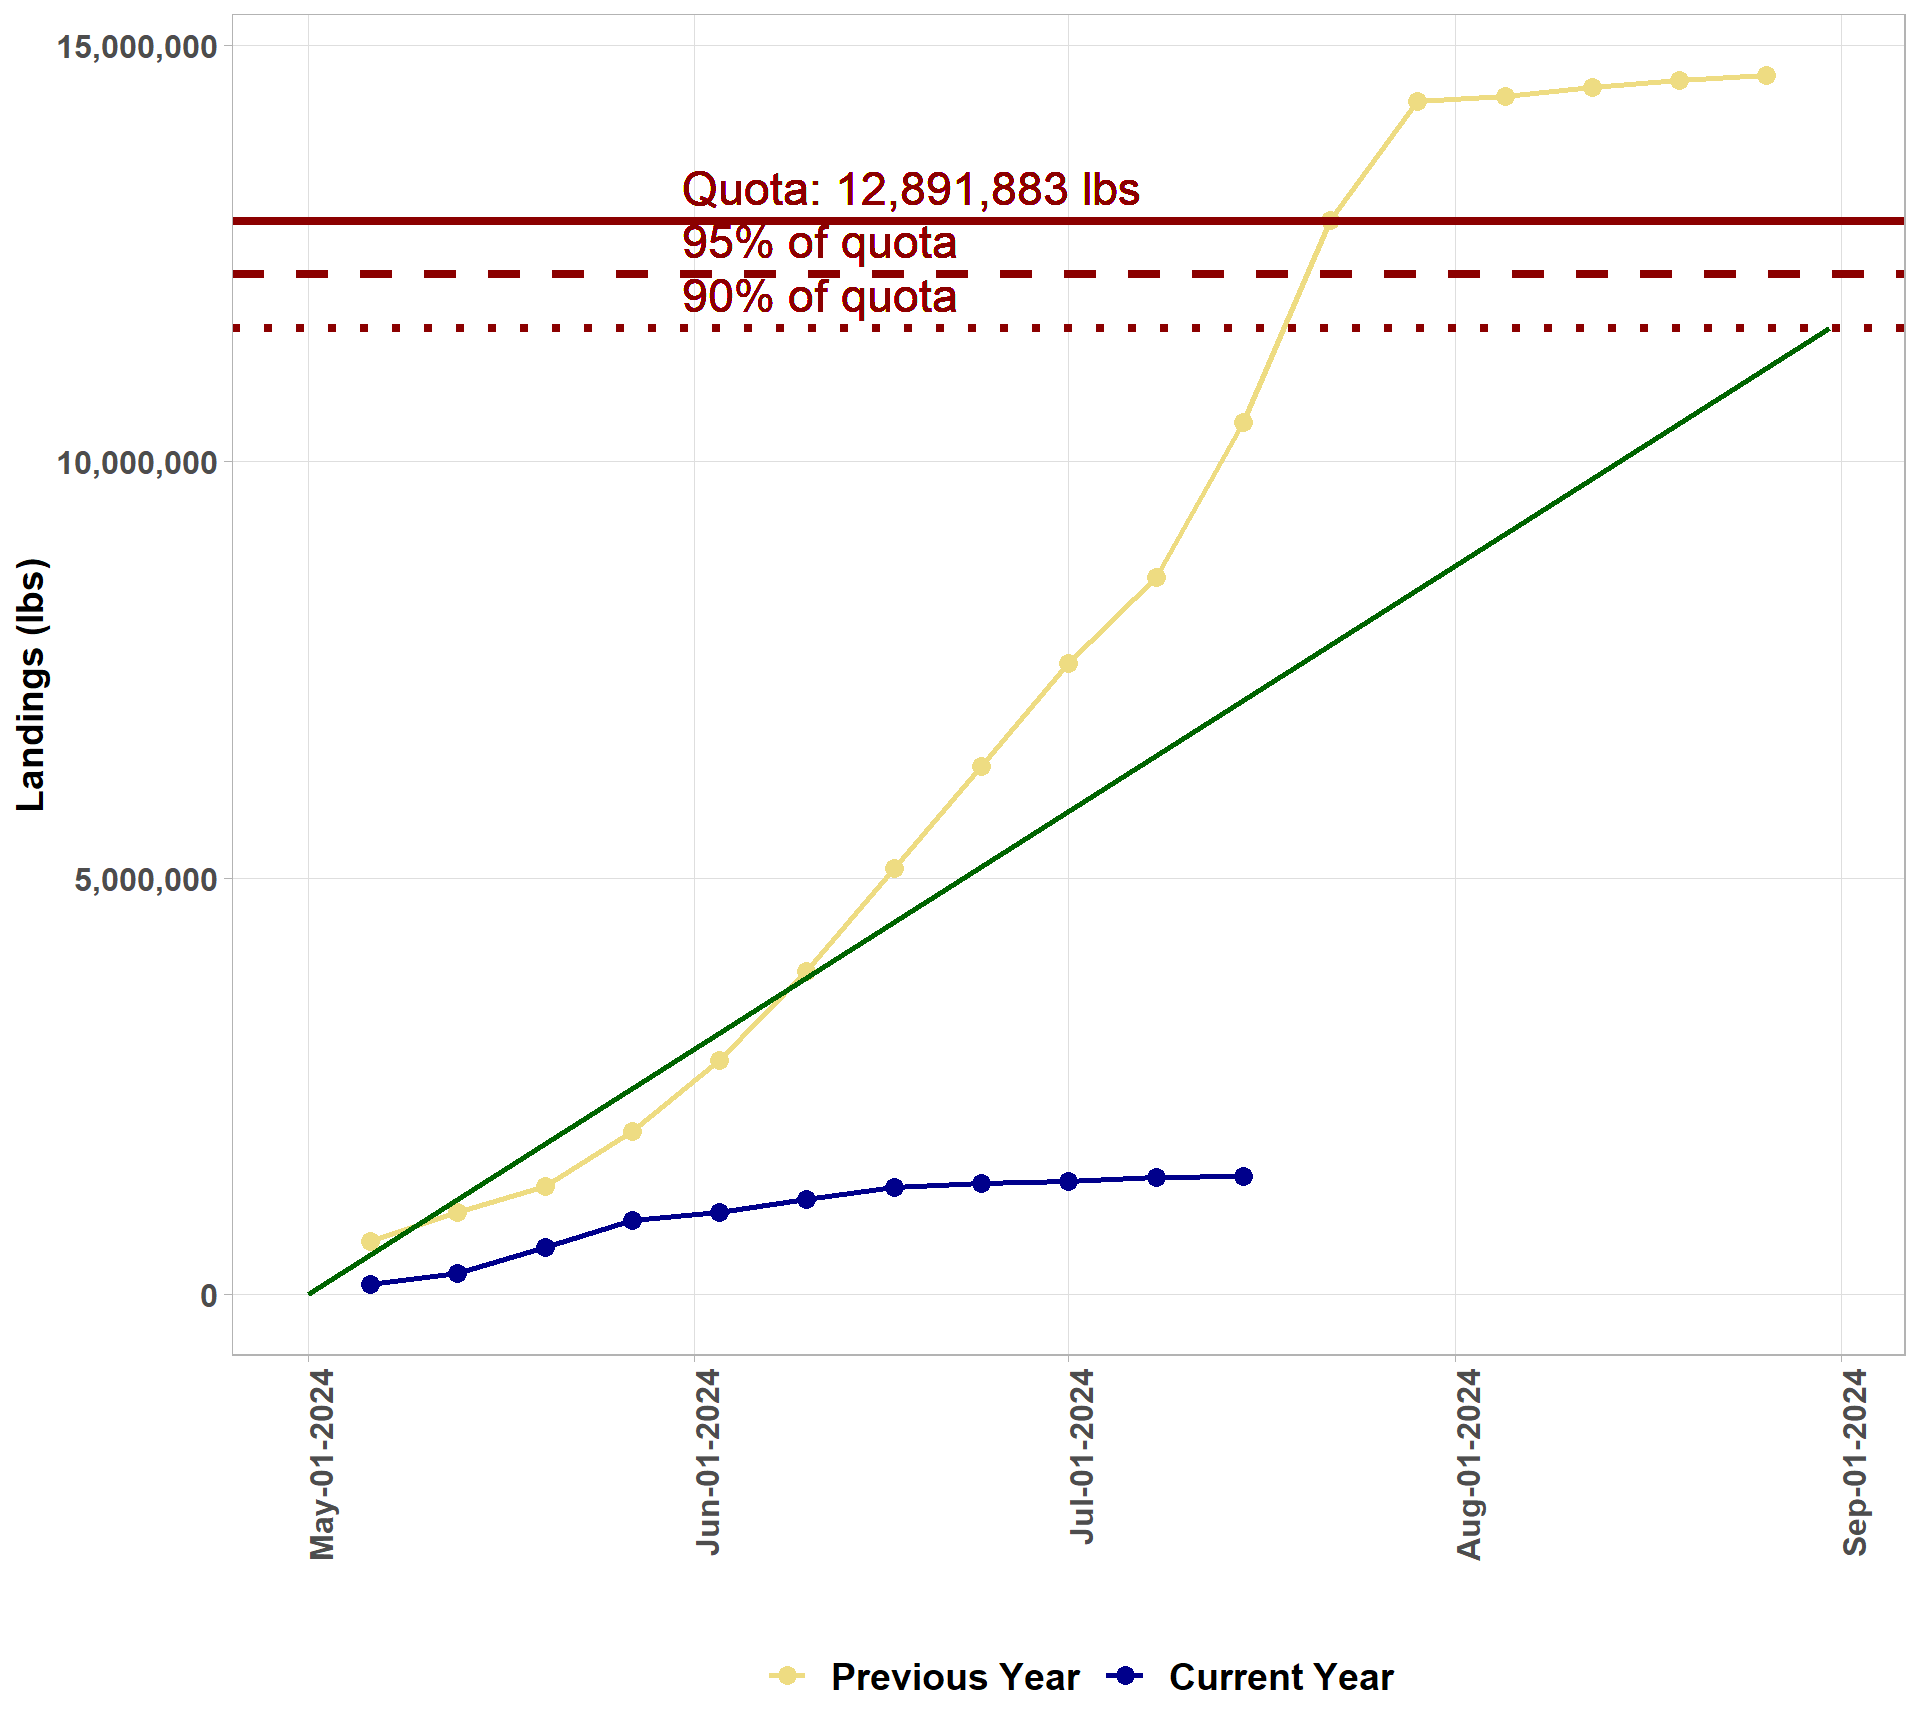 15,000,000
Quota: 12,891,883 lbs
95% of quota
90% of quota
10,000,000
Landings (lbs)
5,000,000
0
May-01-2024
Jun-01-2024
Jul-01-2024
Aug-01-2024
Sep-01-2024
Previous Year
Current Year